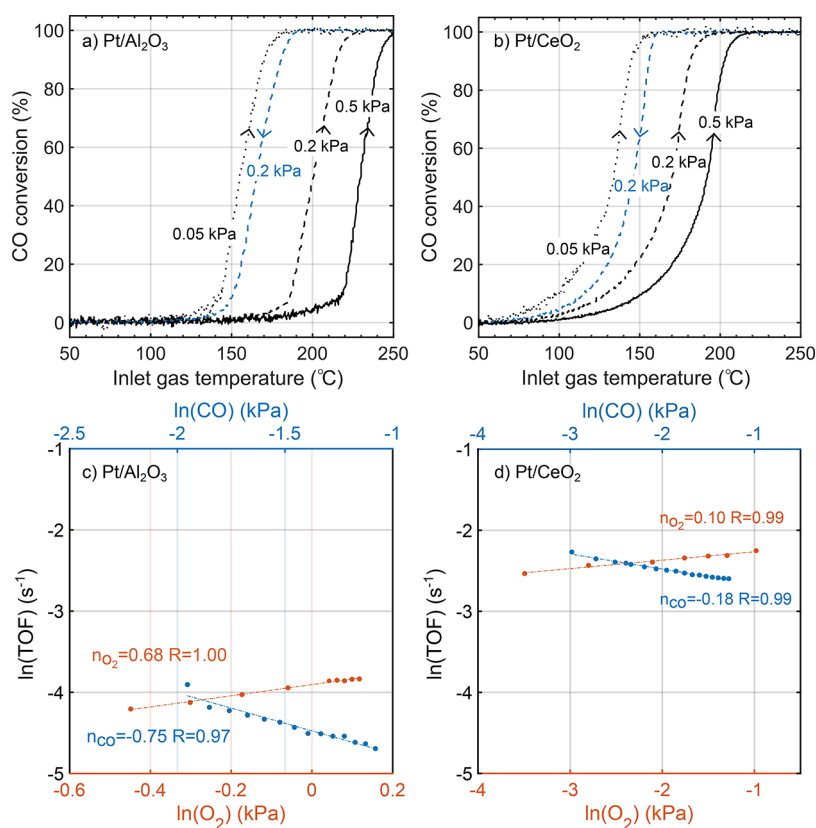 a) Pt/Al₂O₃
CO conversion (%)
100
80
60
40
20
0
0.5 kPa
0.2 kPa
0.2 kPa
0.05 kPa
50 100 150 200 250
Inlet gas temperature (℃)
b) Pt/CeO₂
CO conversion (%)
100
80
60
40
20
0
0.5 kPa
0.2 kPa
0.2 kPa
0.05 kPa
50 100 150 200 250
Inlet gas temperature (℃)
ln(CO) (kPa)
-2.5 -2 -1.5 -1
c) Pt/Al₂O₃
ln(TOF) (s⁻¹)
-1
-2
-3
-4
-5
n_O₂=0.68 R=1.00
n_CO=-0.75 R=0.97
-0.6 -0.4 -0.2 0 0.2
ln(O₂) (kPa)
ln(CO) (kPa)
-4 -3 -2 -1
d) Pt/CeO₂
ln(TOF) (s⁻¹)
-1
-2
-3
-4
-5
n_O₂=0.10 R=0.99
n_CO=-0.18 R=0.99
-3 -2 -1
ln(O₂) (kPa)